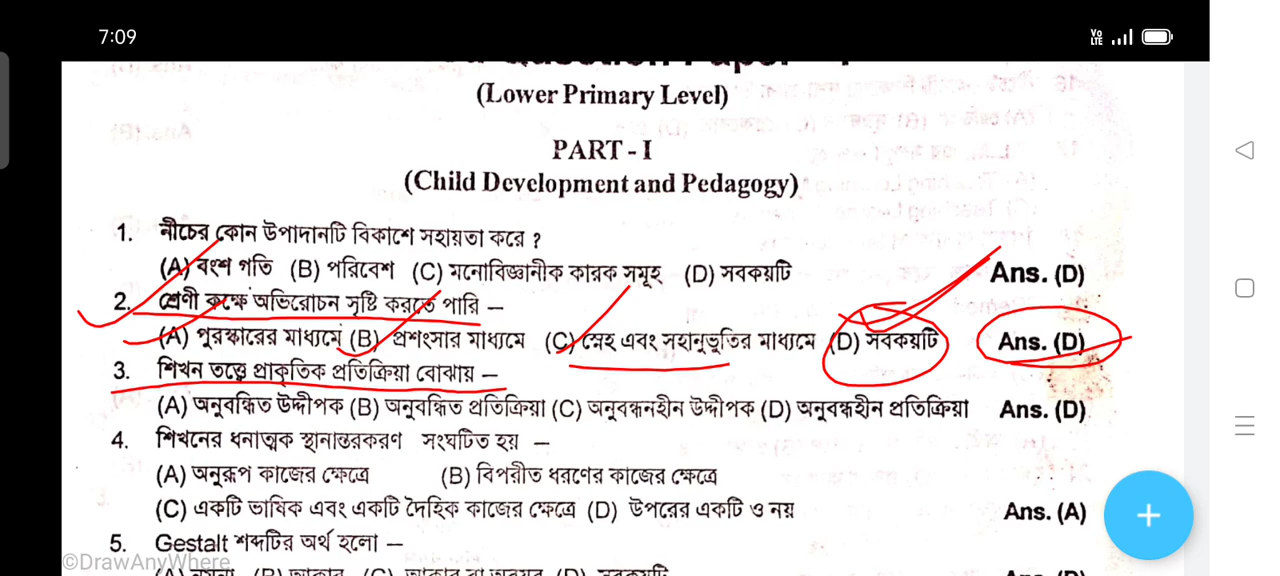 7:09
Vo LTE
(Lower Primary Level)
PART - I
(Child Development and Pedagogy)
1. নীচের কোন উপাদানটি বিকাশে সহায়তা করে ?
(A) বংশ গতি (B) পরিবেশ (C) মনোবিজ্ঞানীক কারক সমূহ (D) সবকয়টি Ans. (D)
2. শ্রেণী কক্ষে অভিরোচন সৃষ্টি করতে পারি –
(A) পুরস্কারের মাধ্যমে (B) প্রশংসার মাধ্যমে (C) স্নেহ এবং সহানুভূতির মাধ্যমে (D) সবকয়টি Ans. (D)
3. শিখন তত্ত্বে প্রাকৃতিক প্রতিক্রিয়া বোঝায় –
(A) অনুবন্ধিত উদ্দীপক (B) অনুবন্ধিত প্রতিক্রিয়া (C) অনুবন্ধনহীন উদ্দীপক (D) অনুবন্ধহীন প্রতিক্রিয়া Ans. (D)
4. শিখনের ধনাত্মক স্থানান্তরকরণ সংঘটিত হয় –
(A) অনুরূপ কাজের ক্ষেত্রে (B) বিপরীত ধরণের কাজের ক্ষেত্রে
(C) একটি ভাষিক এবং একটি দৈহিক কাজের ক্ষেত্রে (D) উপরের একটি ও নয় Ans. (A)
5. Gestalt শব্দটির অর্থ হলো –
©DrawAnyWhere